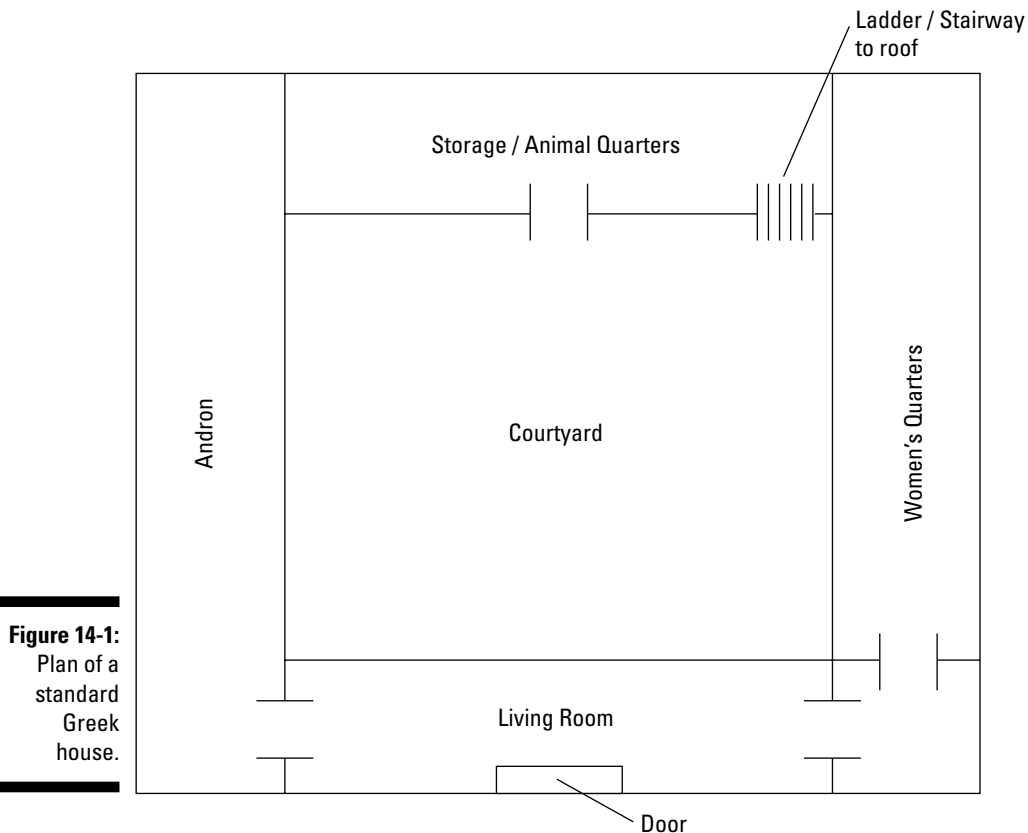 Ladder / Stairway
to roof
Storage / Animal Quarters
Andron
Courtyard
Women's Quarters
Figure 14-1:
Plan of a
standard
Greek
house.
Living Room
Door